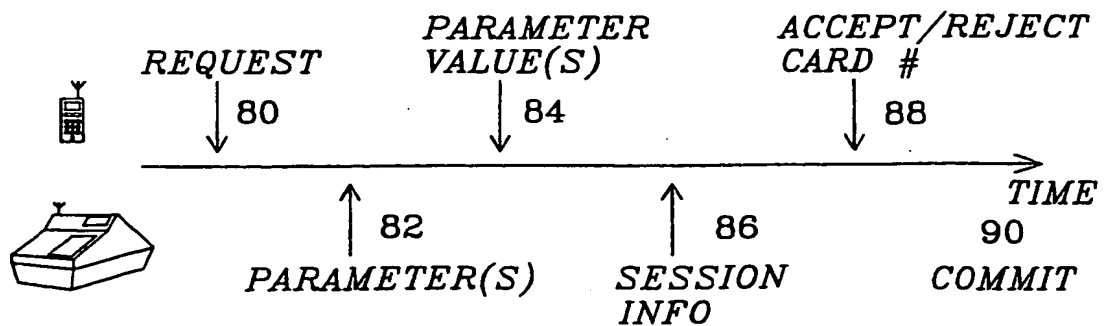 REQUEST
80
PARAMETER
VALUE(S)
84
ACCEPT/REJECT
CARD #
88
TIME
82
PARAMETER(S)
86
SESSION
INFO
90
COMMIT